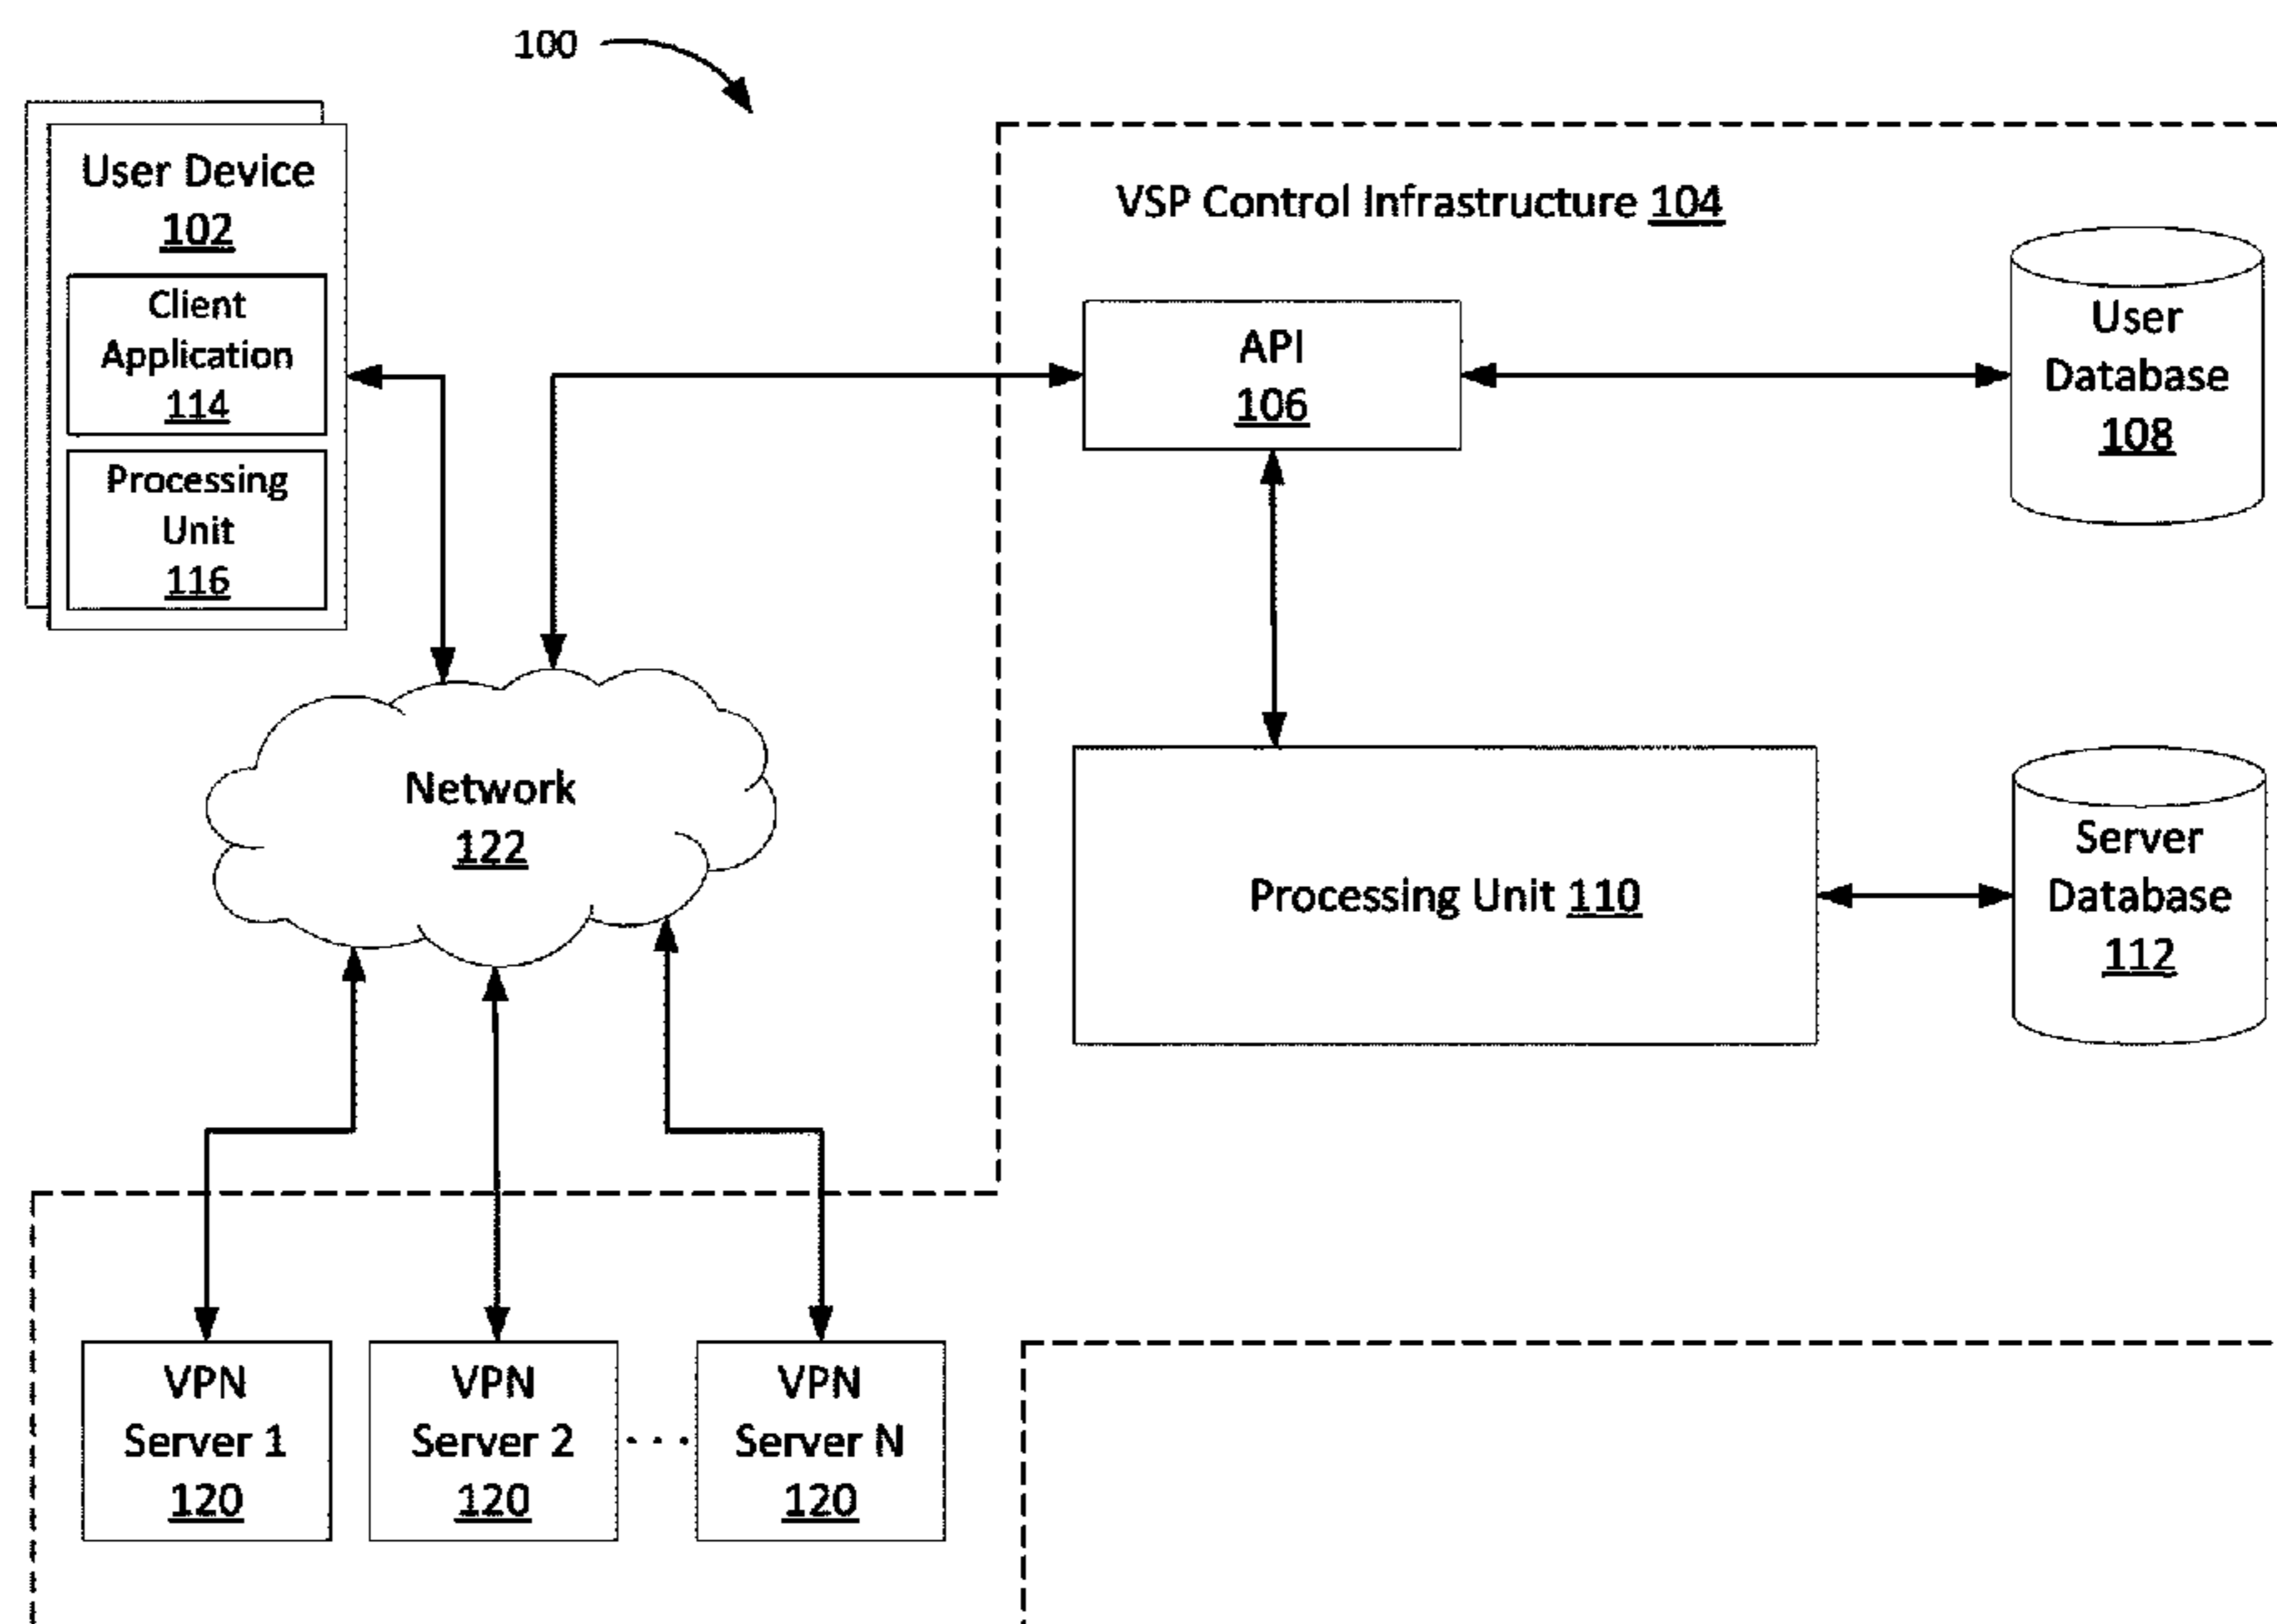 100
User Device
102
Client
Application
114
Processing
Unit
116
VSP Control Infrastructure 104
API
106
User
Database
108
Network
122
Processing Unit 110
Server
Database
112
VPN
Server 1
120
VPN
Server 2
120
...
VPN
Server N
120